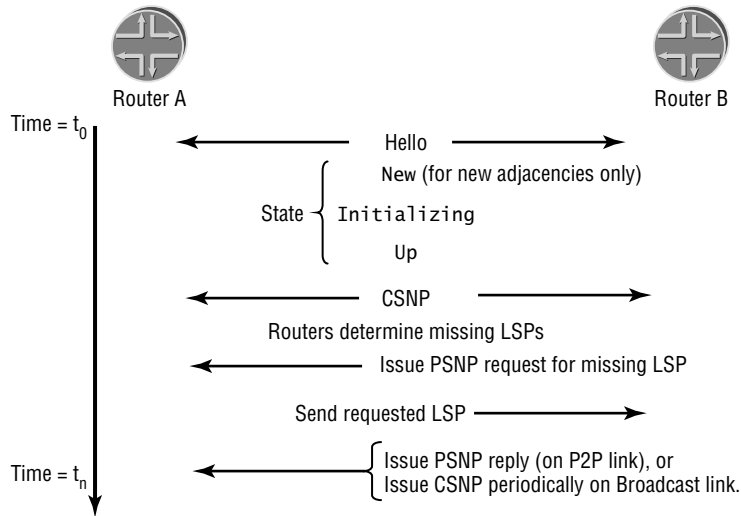 Router A
Router B
Time = t0
Hello
New (for new adjacencies only)
State
Initializing
Up
CSNP
Routers determine missing LSPs
Issue PSNP request for missing LSP
Send requested LSP
Time = tn
Issue PSNP reply (on P2P link), or
Issue CSNP periodically on Broadcast link.